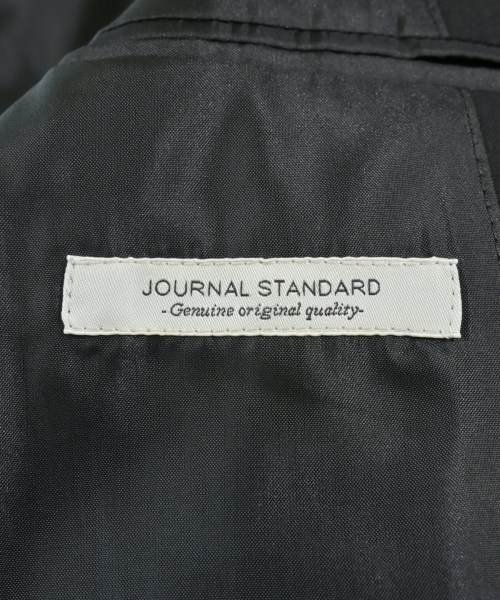 JOURNAL STANDARD
-Genuine original quality-